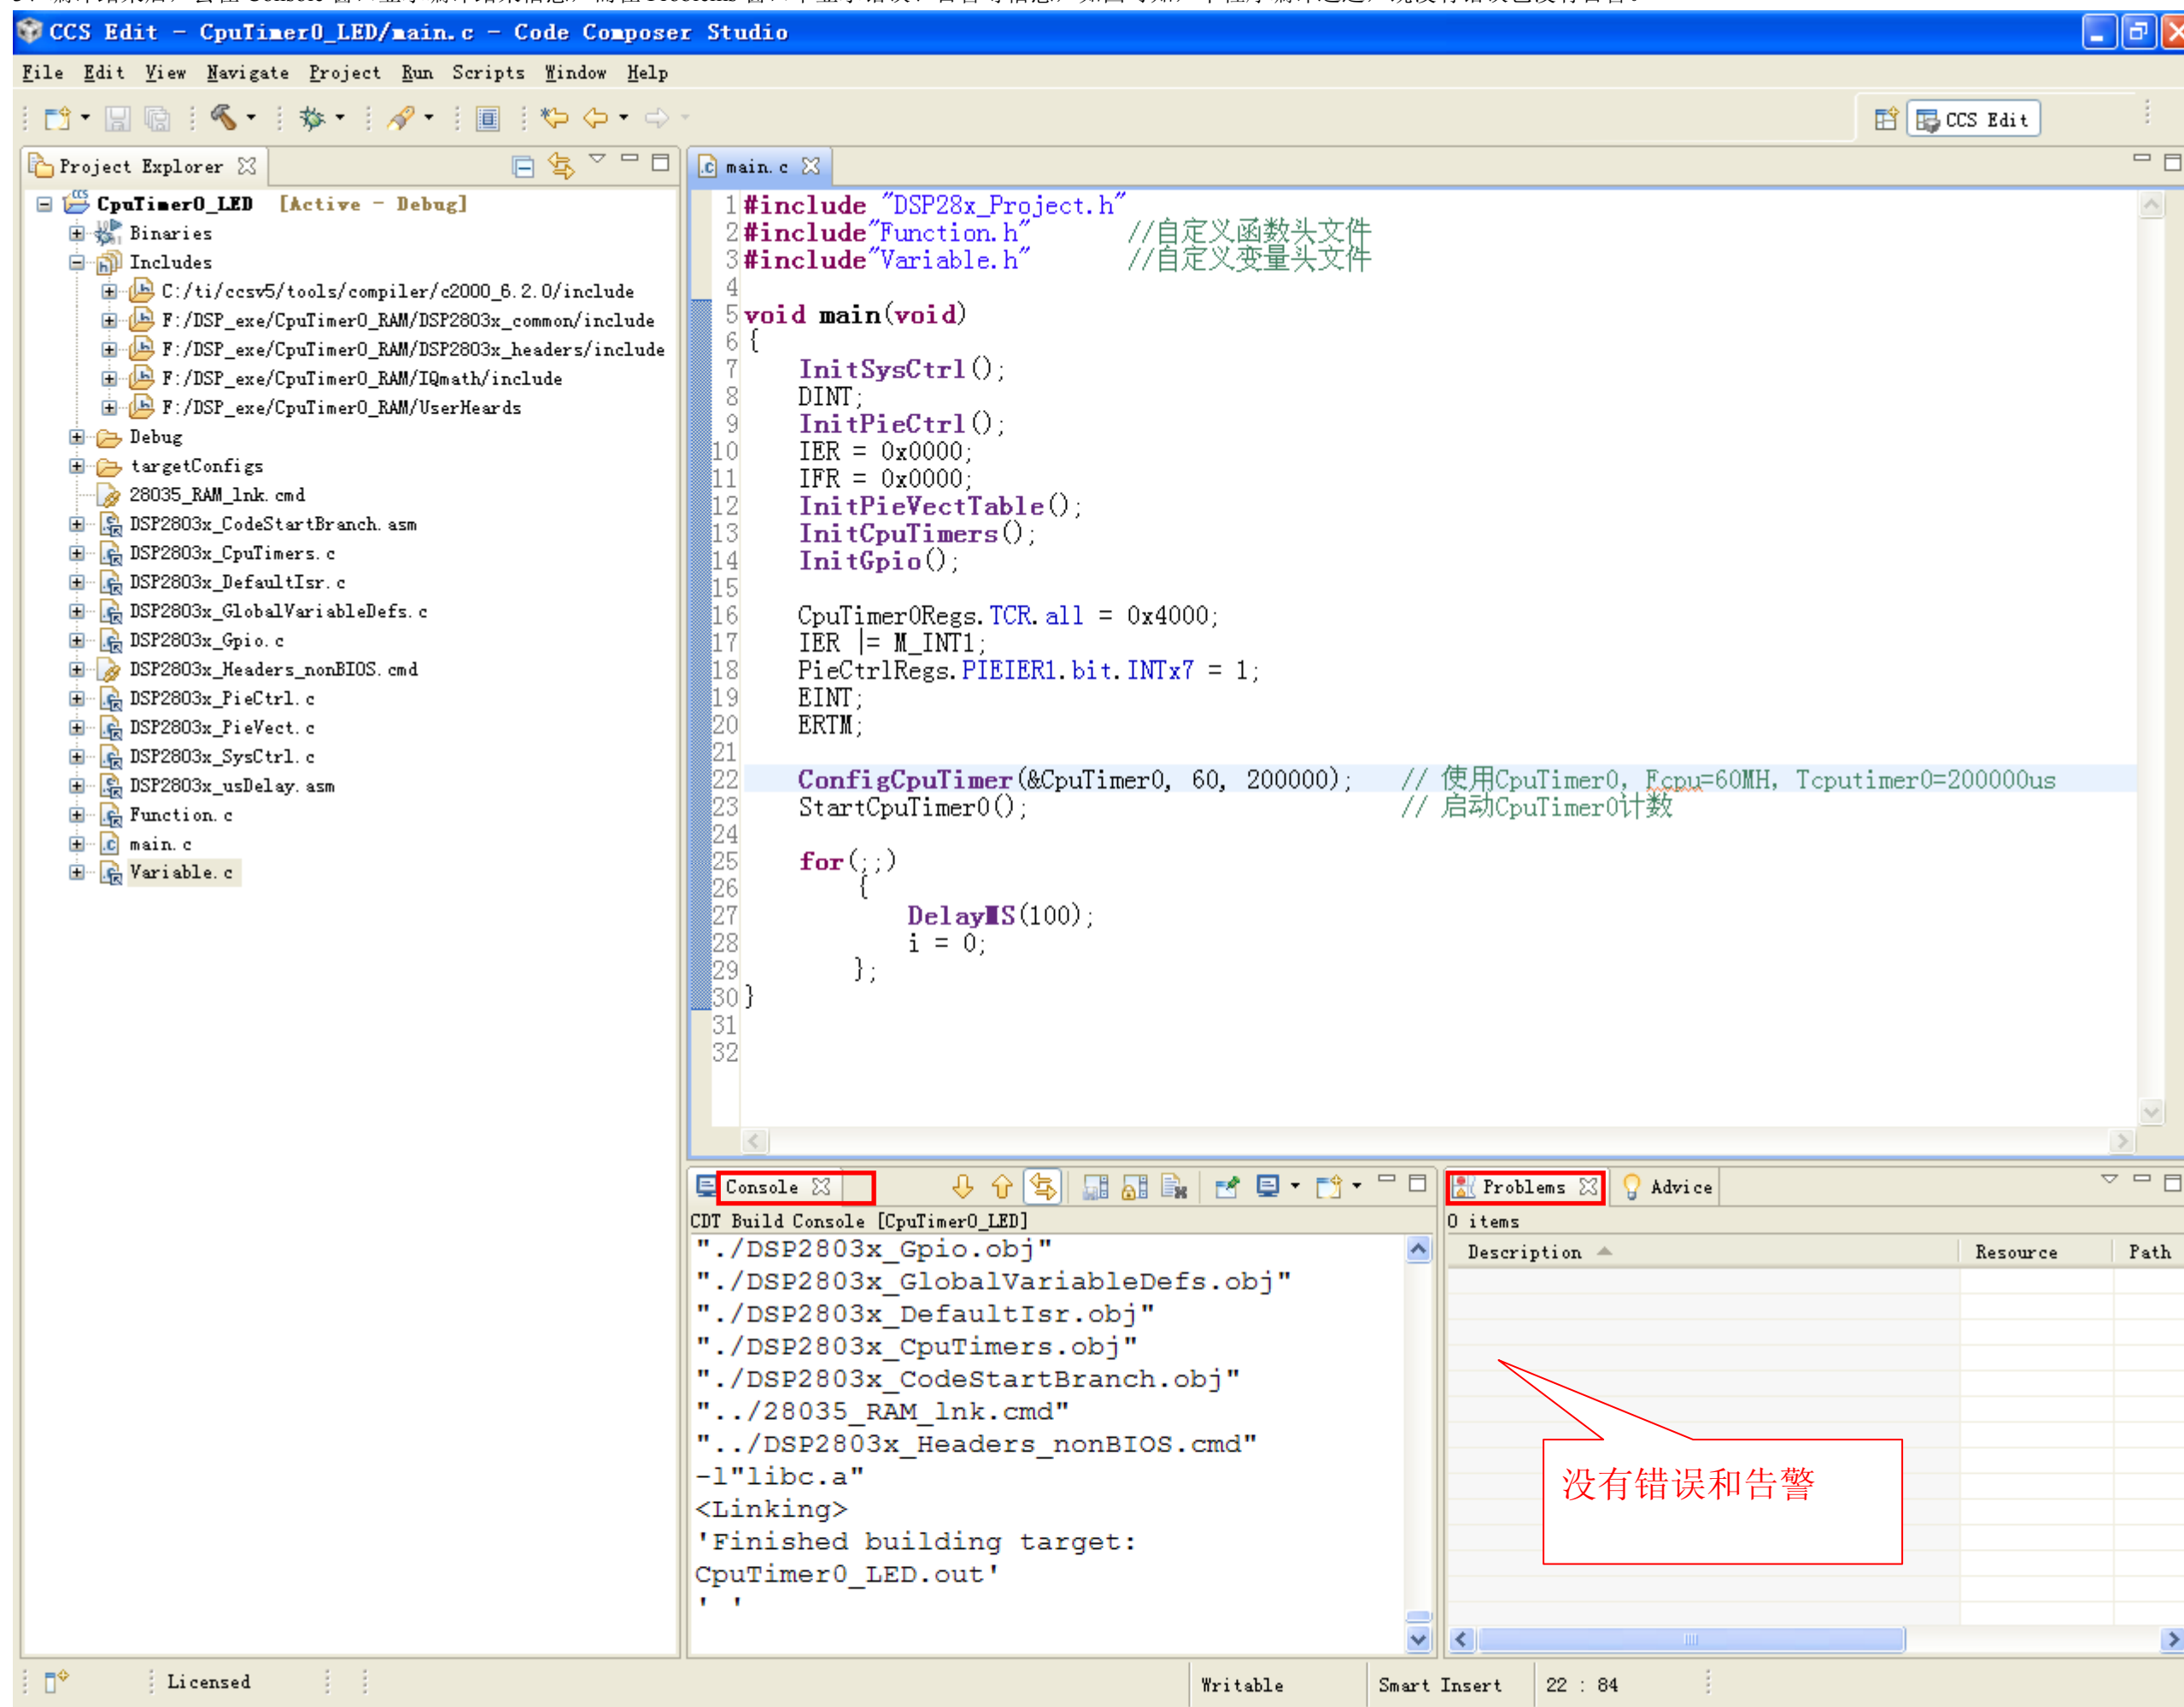 CCS Edit - CpuTimer0_LED/main.c - Code Composer Studio
File Edit View Navigate Project Run Scripts Window Help
CCS Edit
Project Explorer
CpuTimer0_LED [Active - Debug]
Binaries
Includes
C:/ti/ccsv5/tools/compiler/c2000_6.2.0/include
F:/DSP_exe/CpuTimer0_RAM/DSP2803x_common/include
F:/DSP_exe/CpuTimer0_RAM/DSP2803x_headers/include
F:/DSP_exe/CpuTimer0_RAM/IQmath/include
F:/DSP_exe/CpuTimer0_RAM/UserHeards
Debug
targetConfigs
28035_RAM_lnk.cmd
DSP2803x_CodeStartBranch.asm
DSP2803x_CpuTimers.c
DSP2803x_DefaultIsr.c
DSP2803x_GlobalVariableDefs.c
DSP2803x_Gpio.c
DSP2803x_Headers_nonBIOS.cmd
DSP2803x_PieCtrl.c
DSP2803x_PieVect.c
DSP2803x_SysCtrl.c
DSP2803x_usDelay.asm
Function.c
main.c
Variable.c
main.c
1 #include "DSP28x_Project.h"
2 #include"Function.h" //自定义函数头文件
3 #include"Variable.h" //自定义变量头文件
4
5 void main(void)
6 {
7 InitSysCtrl();
8 DINT;
9 InitPieCtrl();
10 IER = 0x0000;
11 IFR = 0x0000;
12 InitPieVectTable();
13 InitCpuTimers();
14 InitGpio();
15
16 CpuTimer0Regs.TCR.all = 0x4000;
17 IER |= M_INT1;
18 PieCtrlRegs.PIEIER1.bit.INTx7 = 1;
19 EINT;
20 ERTM;
21
22 ConfigCpuTimer(&CpuTimer0, 60, 200000); // 使用CpuTimer0, Fcpu=60MH, Tcputimer0=200000us
23 StartCpuTimer0(); // 启动CpuTimer0计数
24
25 for(;;)
26 {
27 DelayMS(100);
28 i = 0;
29 };
30 }
31
32
Console
CDT Build Console [CpuTimer0_LED]
"./DSP2803x_Gpio.obj"
"./DSP2803x_GlobalVariableDefs.obj"
"./DSP2803x_DefaultIsr.obj"
"./DSP2803x_CpuTimers.obj"
"./DSP2803x_CodeStartBranch.obj"
"../28035_RAM_lnk.cmd"
"../DSP2803x_Headers_nonBIOS.cmd"
-l"libc.a"
<Linking>
'Finished building target:
CpuTimer0_LED.out'
' '
Problems Advice
0 items
Description Resource Path
没有错误和告警
Licensed Writable Smart Insert 22 : 84